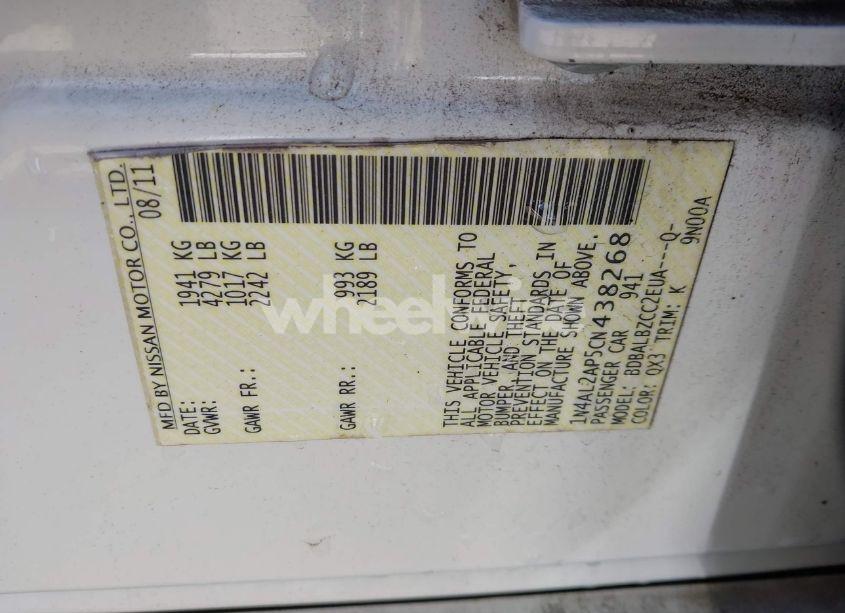 MFD BY NISSAN MOTOR CO., LTD.
DATE: 08/11
GVWR: 1941 KG
4279 LB
GAWR FR.: 1017 KG
2242 LB
GAWR RR.: 993 KG
2189 LB
THIS VEHICLE CONFORMS TO
ALL APPLICABLE FEDERAL
MOTOR VEHICLE SAFETY,
BUMPER, AND THEFT
PREVENTION STANDARDS IN
EFFECT ON THE DATE OF
MANUFACTURE SHOWN ABOVE.
1N4AL2AP5CN438268
PASSENGER CAR 941
MODEL: BDBALBZCC2EUA----Q-
COLOR: QX3 TRIM: K 9N00A